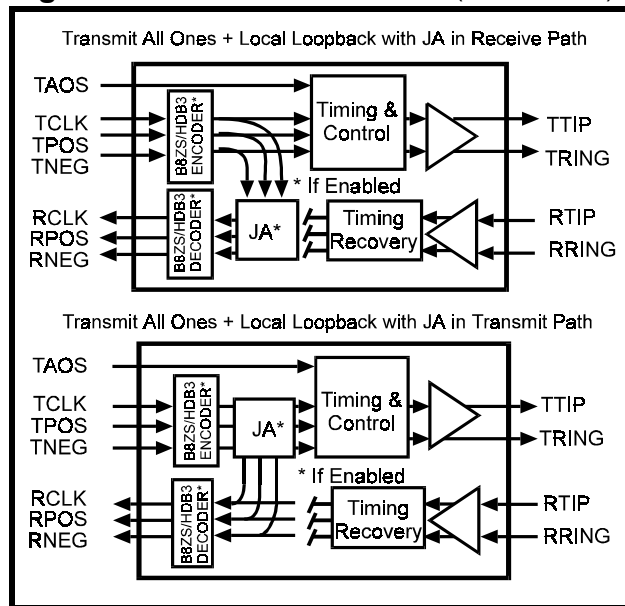 Transmit All Ones + Local Loopback with JA in Receive Path
TAOS
TCLK
TPOS
TNEG
B8ZS/HDB3
ENCODER*
Timing &
Control
TTIP
TRING
* If Enabled
RCLK
RPOS
RNEG
B8ZS/HDB3
DECODER*
JA*
Timing
Recovery
RTIP
RRING
Transmit All Ones + Local Loopback with JA in Transmit Path
TAOS
TCLK
TPOS
TNEG
B8ZS/HDB3
ENCODER*
JA*
Timing &
Control
TTIP
TRING
* If Enabled
RCLK
RPOS
RNEG
B8ZS/HDB3
DECODER*
Timing
Recovery
RTIP
RRING